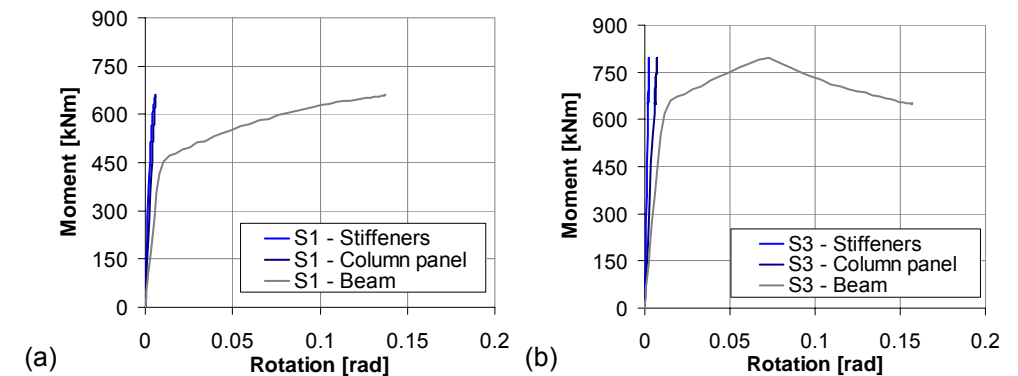 900
750
600
450
300
150
0
Moment [kNm]
0 0.05 0.1 0.15 0.2
Rotation [rad]
S1 - Stiffeners
S1 - Column panel
S1 - Beam
(a)
900
750
600
450
300
150
0
Moment [kNm]
0 0.05 0.1 0.15 0.2
Rotation [rad]
S3 - Stiffeners
S3 - Column panel
S3 - Beam
(b)